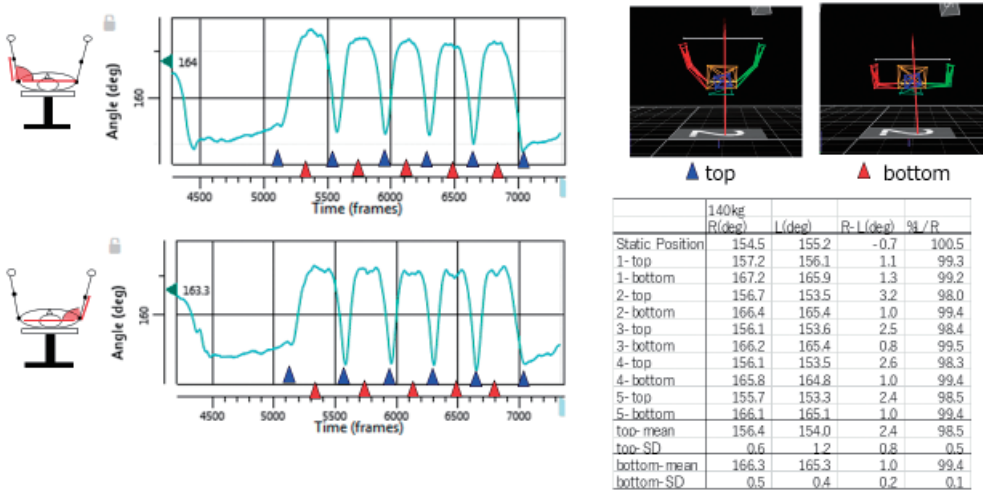 164
160
Angle (deg)
4500 5000 5500 6000 6500 7000
Time (frames)
163.3
160
Angle (deg)
4500 5000 5500 6000 6500 7000
Time (frames)
2
2
top bottom
140kg
R(deg) L(deg) R-L(deg) %L/R
Static Position 154.5 155.2 -0.7 100.5
1-top 157.2 156.1 1.1 99.3
1-bottom 167.2 165.9 1.3 99.2
2-top 156.7 153.5 3.2 98.0
2-bottom 166.4 165.4 1.0 99.4
3-top 156.1 153.6 2.5 98.4
3-bottom 166.2 165.4 0.8 99.5
4-top 156.1 153.5 2.6 98.3
4-bottom 165.8 164.8 1.0 99.4
5-top 155.7 153.3 2.4 98.5
5-bottom 166.1 165.1 1.0 99.4
top-mean 156.4 154.0 2.4 98.5
top-SD 0.6 1.2 0.8 0.5
bottom-mean 166.3 165.3 1.0 99.4
bottom-SD 0.5 0.4 0.2 0.1